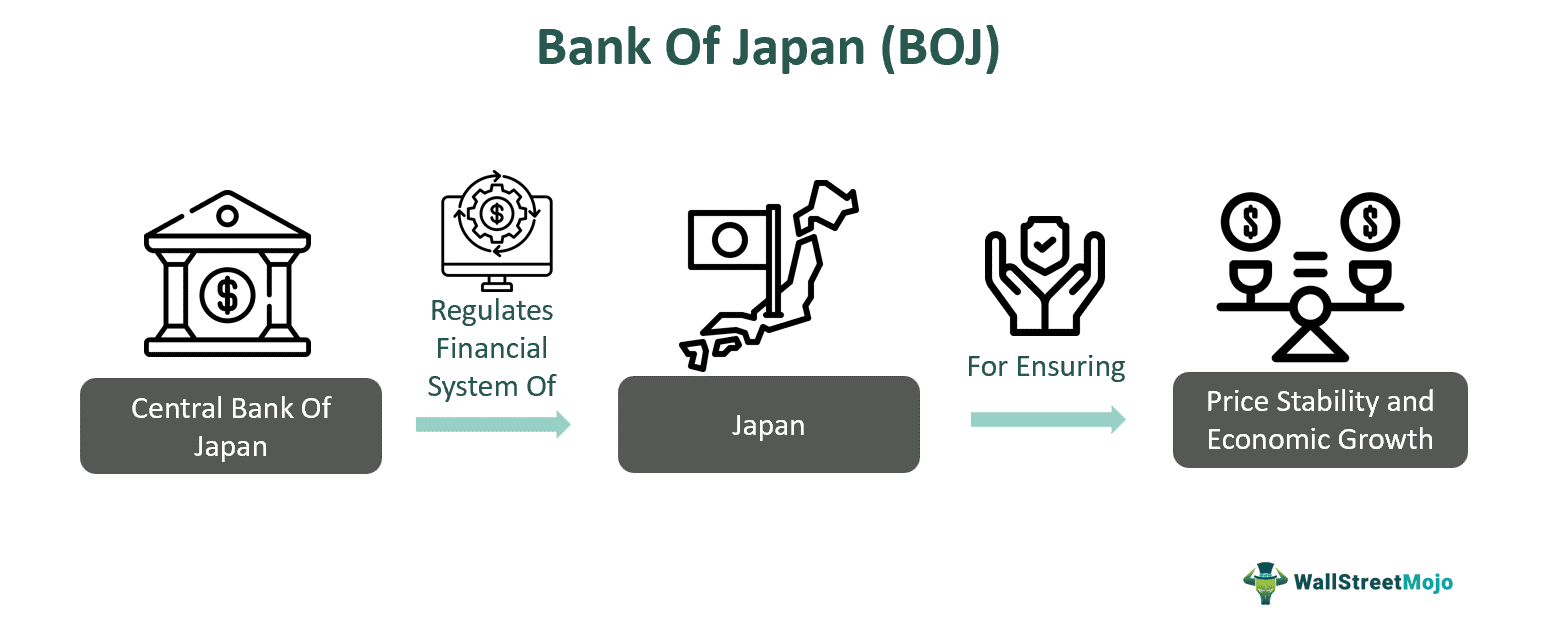 Bank Of Japan (BOJ)
Regulates
Financial
System Of
For Ensuring
Central Bank Of
Japan
Japan
Price Stability and
Economic Growth
WallStreetMojo